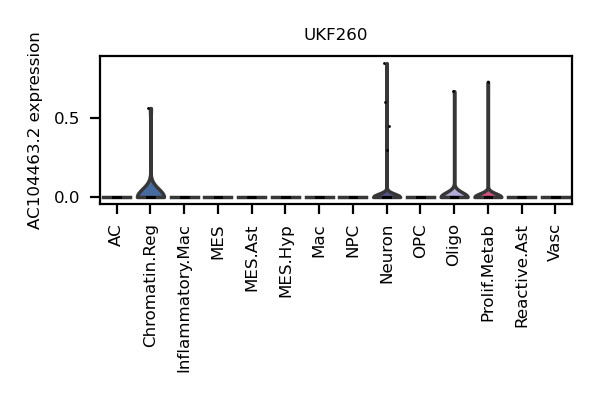 UKF260
AC104463.2 expression
0.5
0.0
AC
Chromatin.Reg
Inflammatory.Mac
MES
MES.Ast
MES.Hyp
Mac
NPC
Neuron
OPC
Oligo
Prolif.Metab
Reactive.Ast
Vasc